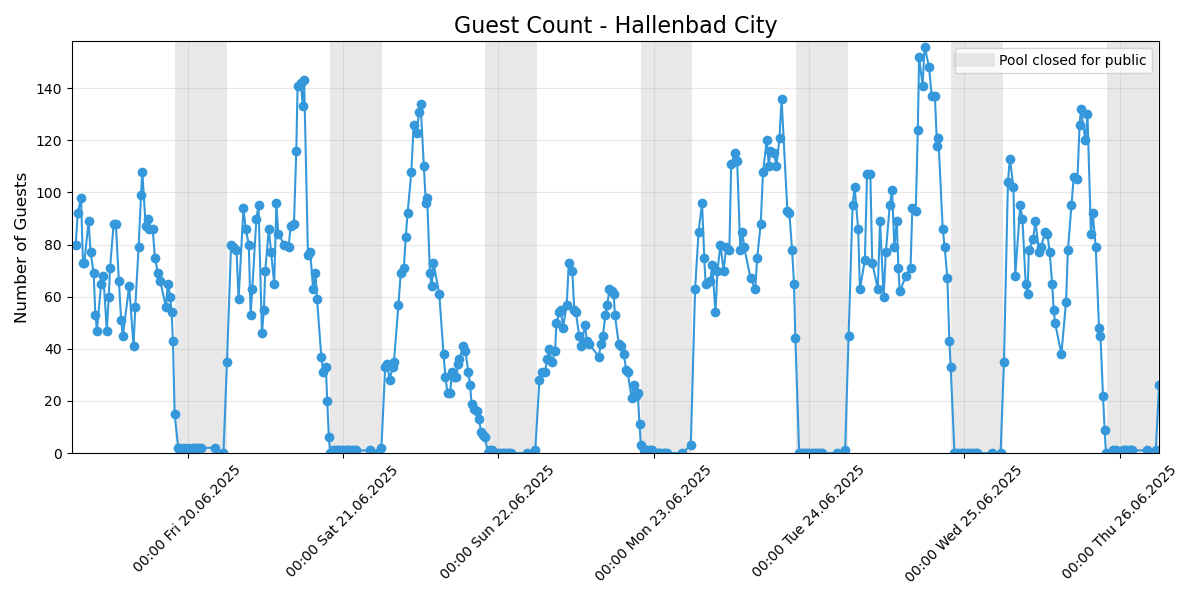 Guest Count - Hallenbad City
Pool closed for public
Number of Guests
140
120
100
80
60
40
20
0
00:00 Fri 20.06.2025
00:00 Sat 21.06.2025
00:00 Sun 22.06.2025
00:00 Mon 23.06.2025
00:00 Tue 24.06.2025
00:00 Wed 25.06.2025
00:00 Thu 26.06.2025